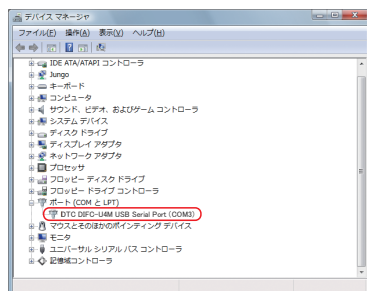 デバイス マネージャ
ファイル(F) 操作(A) 表示(V) ヘルプ(H)
IDE ATA/ATAPI コントローラ
Jungo
キーボード
コンピュータ
サウンド、ビデオ、およびゲーム コントローラ
システム デバイス
ディスク ドライブ
ディスプレイ アダプタ
ネットワーク アダプタ
プロセッサ
フロッピー ディスク ドライブ
フロッピー ドライブ コントローラ
ポート (COM と LPT)
DTC DIFC-U4M USB Serial Port (COM3)
マウスとそのほかのポインティング デバイス
モニタ
ユニバーサル シリアル バス コントローラ
記憶域コントローラ